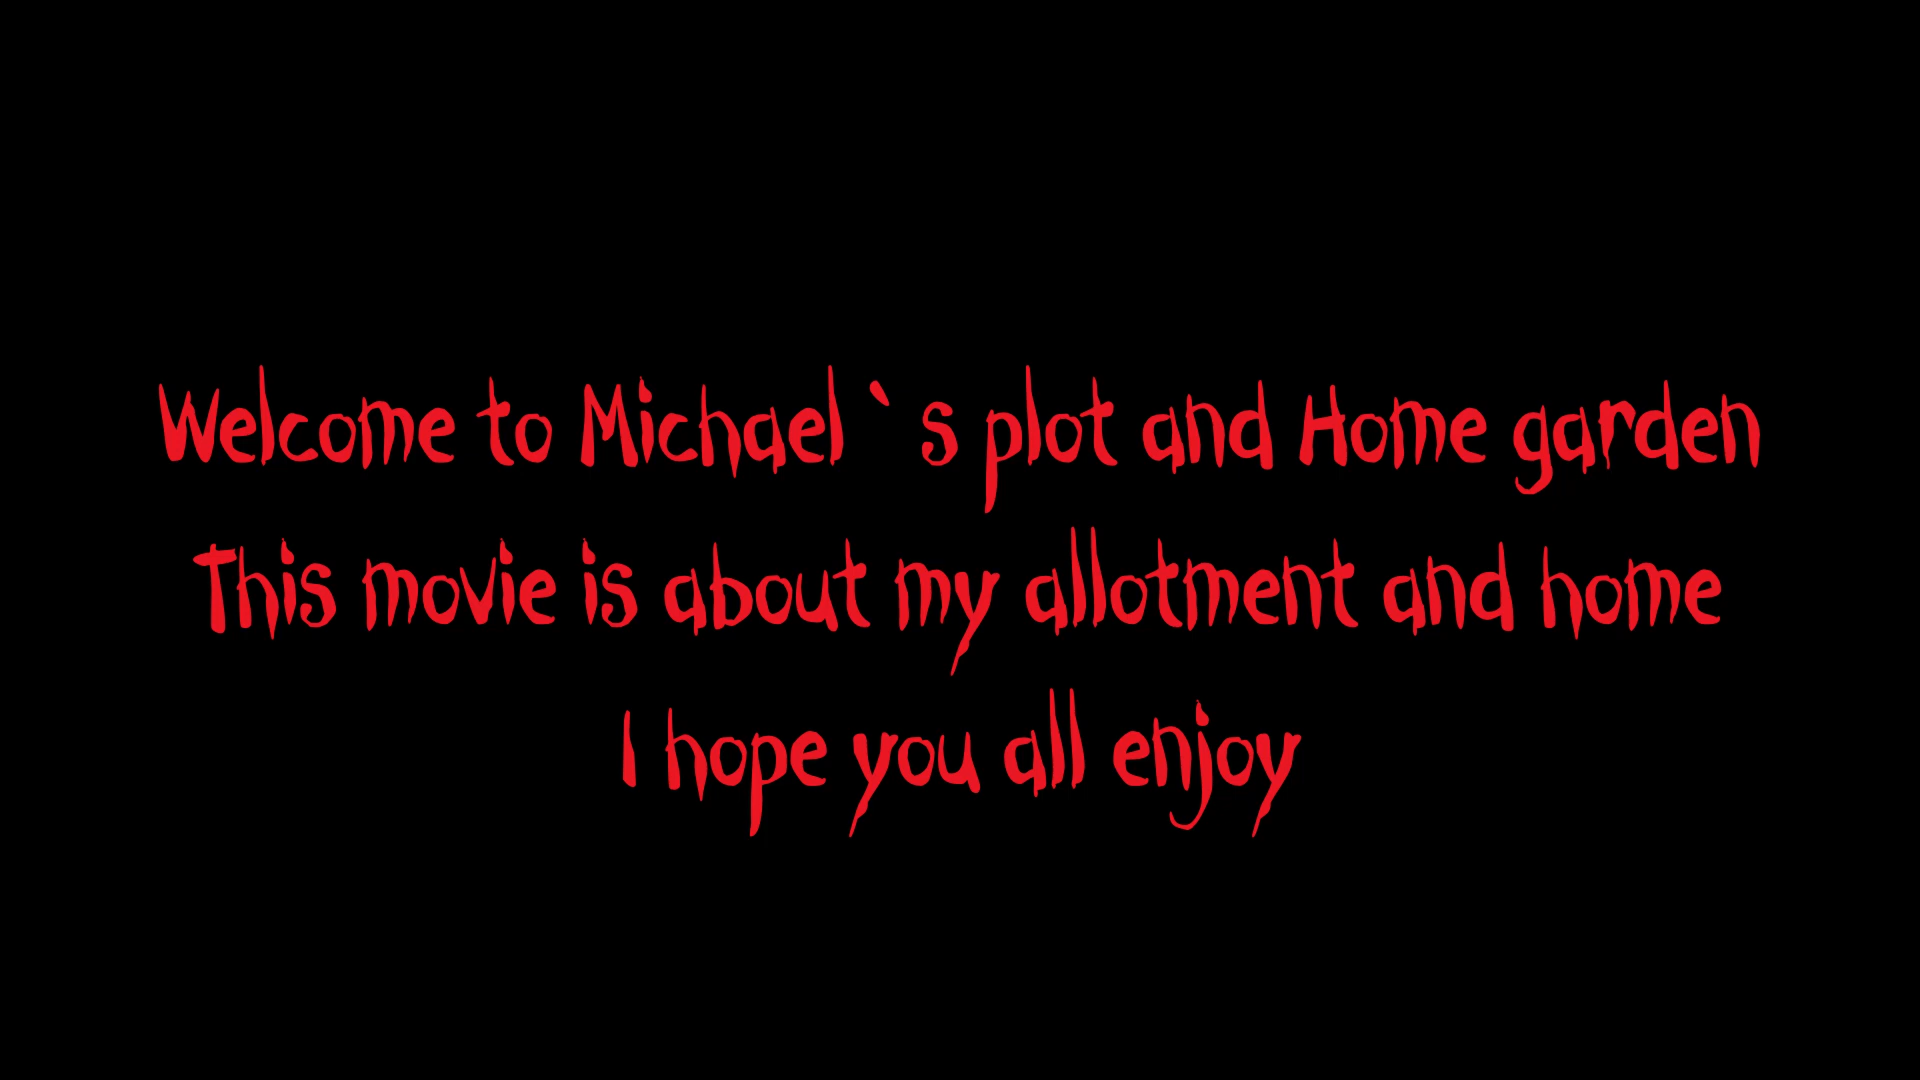 Welcome to Michael`s plot and Home garden
This movie is about my allotment and home
I hope you all enjoy